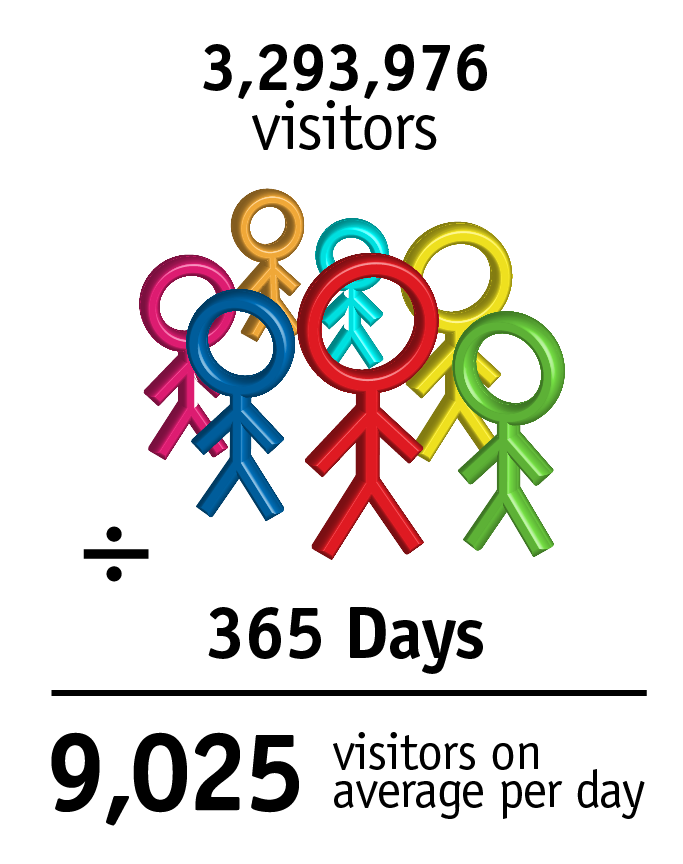 3,293,976
visitors
÷
365 Days
9,025
visitors on
average per day